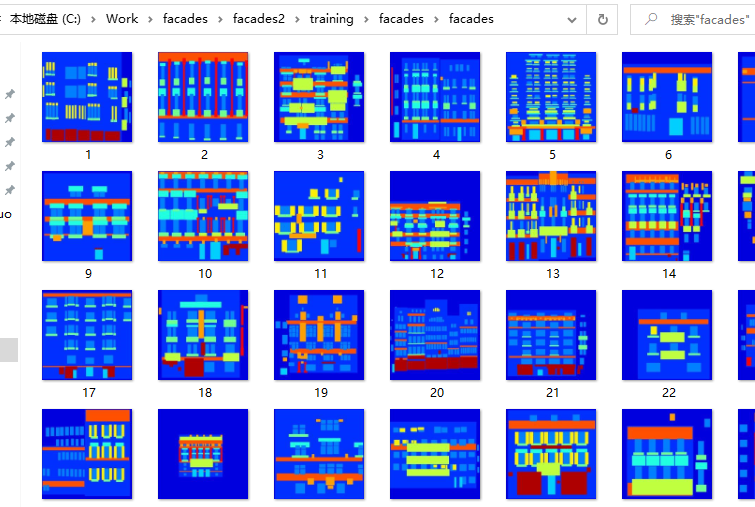 本地磁盘 (C:) › Work › facades › facades2 › training › facades › facades
搜索"facades"
1 2 3 4 5 6
uo
9 10 11 12 13 14
17 18 19 20 21 22